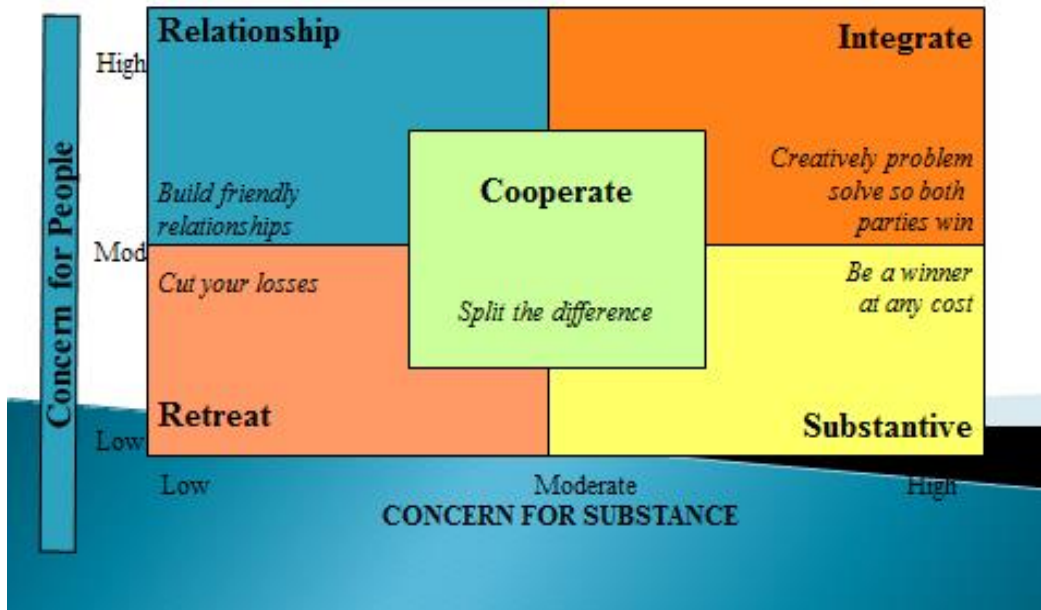 Concern for People
High
Mod
Low
Relationship
Build friendly
relationships
Integrate
Creatively problem
solve so both
parties win
Cooperate
Split the difference
Cut your losses
Retreat
Be a winner
at any cost
Substantive
Low
Moderate
High
CONCERN FOR SUBSTANCE